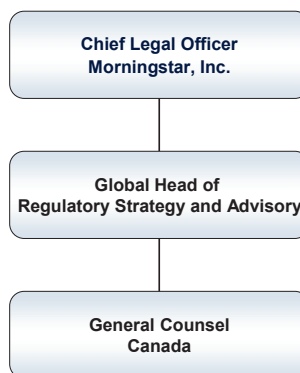 Chief Legal Officer
Morningstar, Inc.
Global Head of
Regulatory Strategy and Advisory
General Counsel
Canada